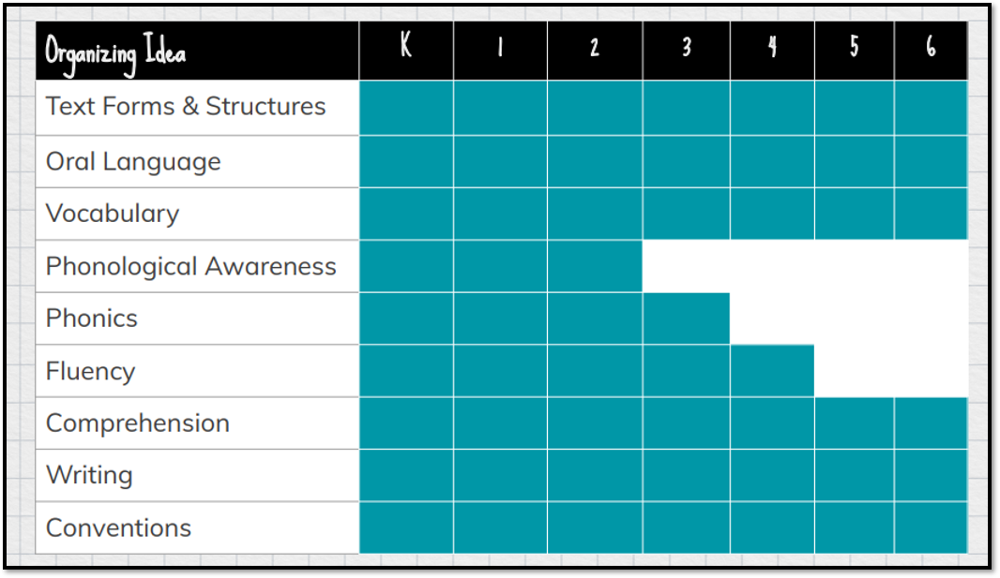 Organizing Idea K 1 2 3 4 5 6
Text Forms & Structures
Oral Language
Vocabulary
Phonological Awareness
Phonics
Fluency
Comprehension
Writing
Conventions